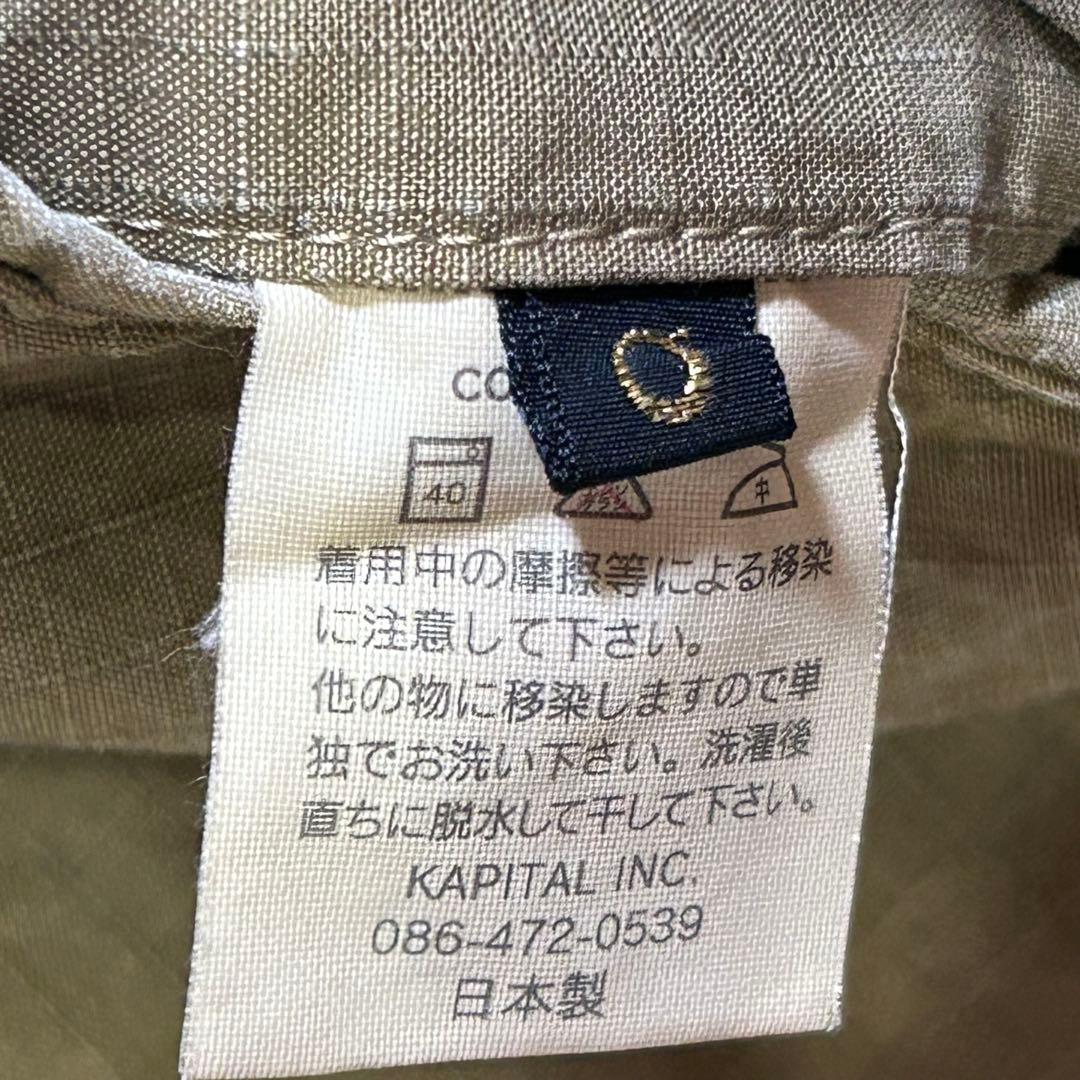 CO
40
中
着用中の摩擦等による移染
に注意して下さい。
他の物に移染しますので単
独でお洗い下さい。洗濯後
直ちに脱水して干して下さい。
KAPITAL INC.
086-472-0539
日本製